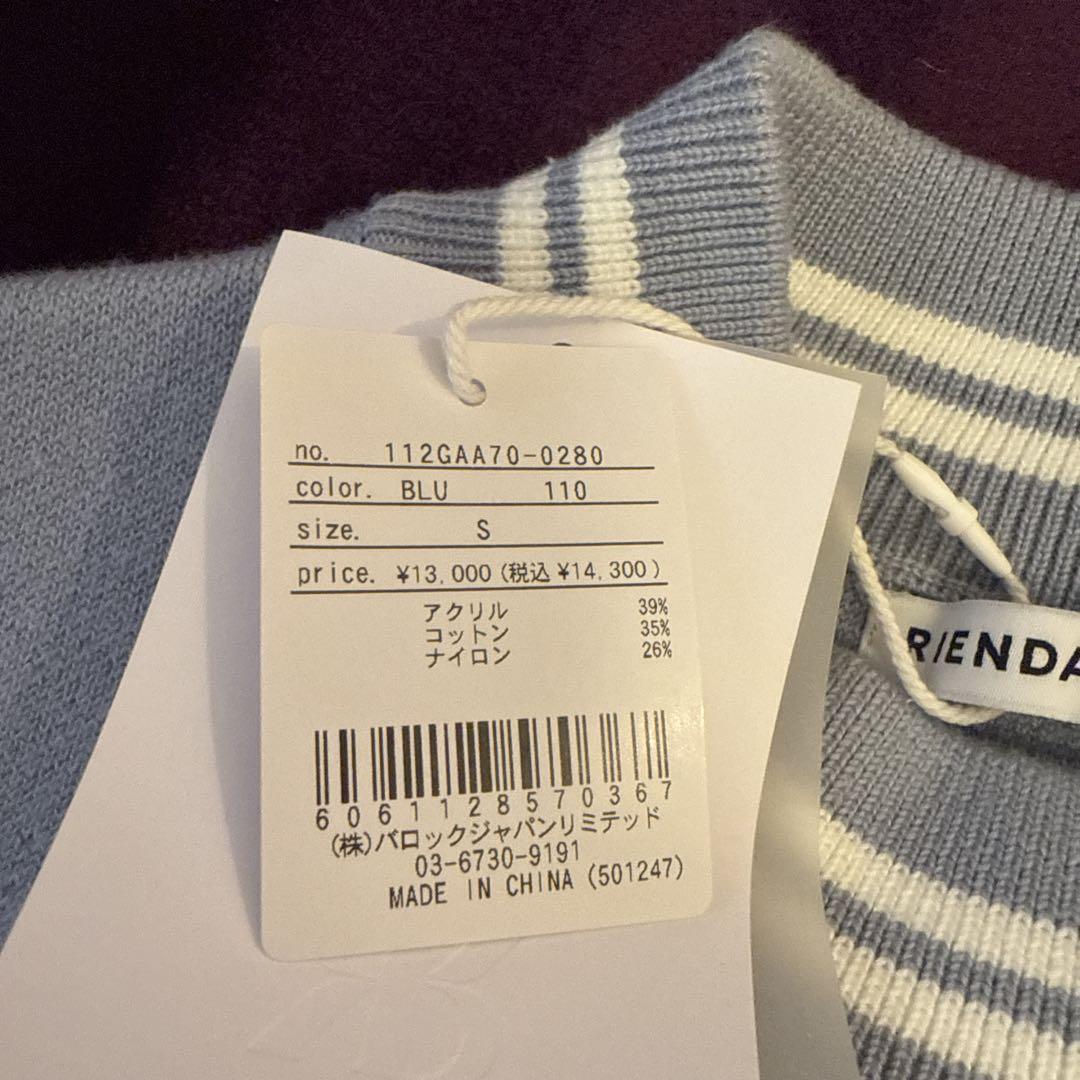 no. 112GAA70-0280
color. BLU 110
size. S
price. ¥13,000 (税込 ¥14,300)
アクリル 39%
コットン 35%
ナイロン 26%
6061128570367
(株)バロックジャパンリミテッド
03-6730-9191
MADE IN CHINA (501247)
RIENDA